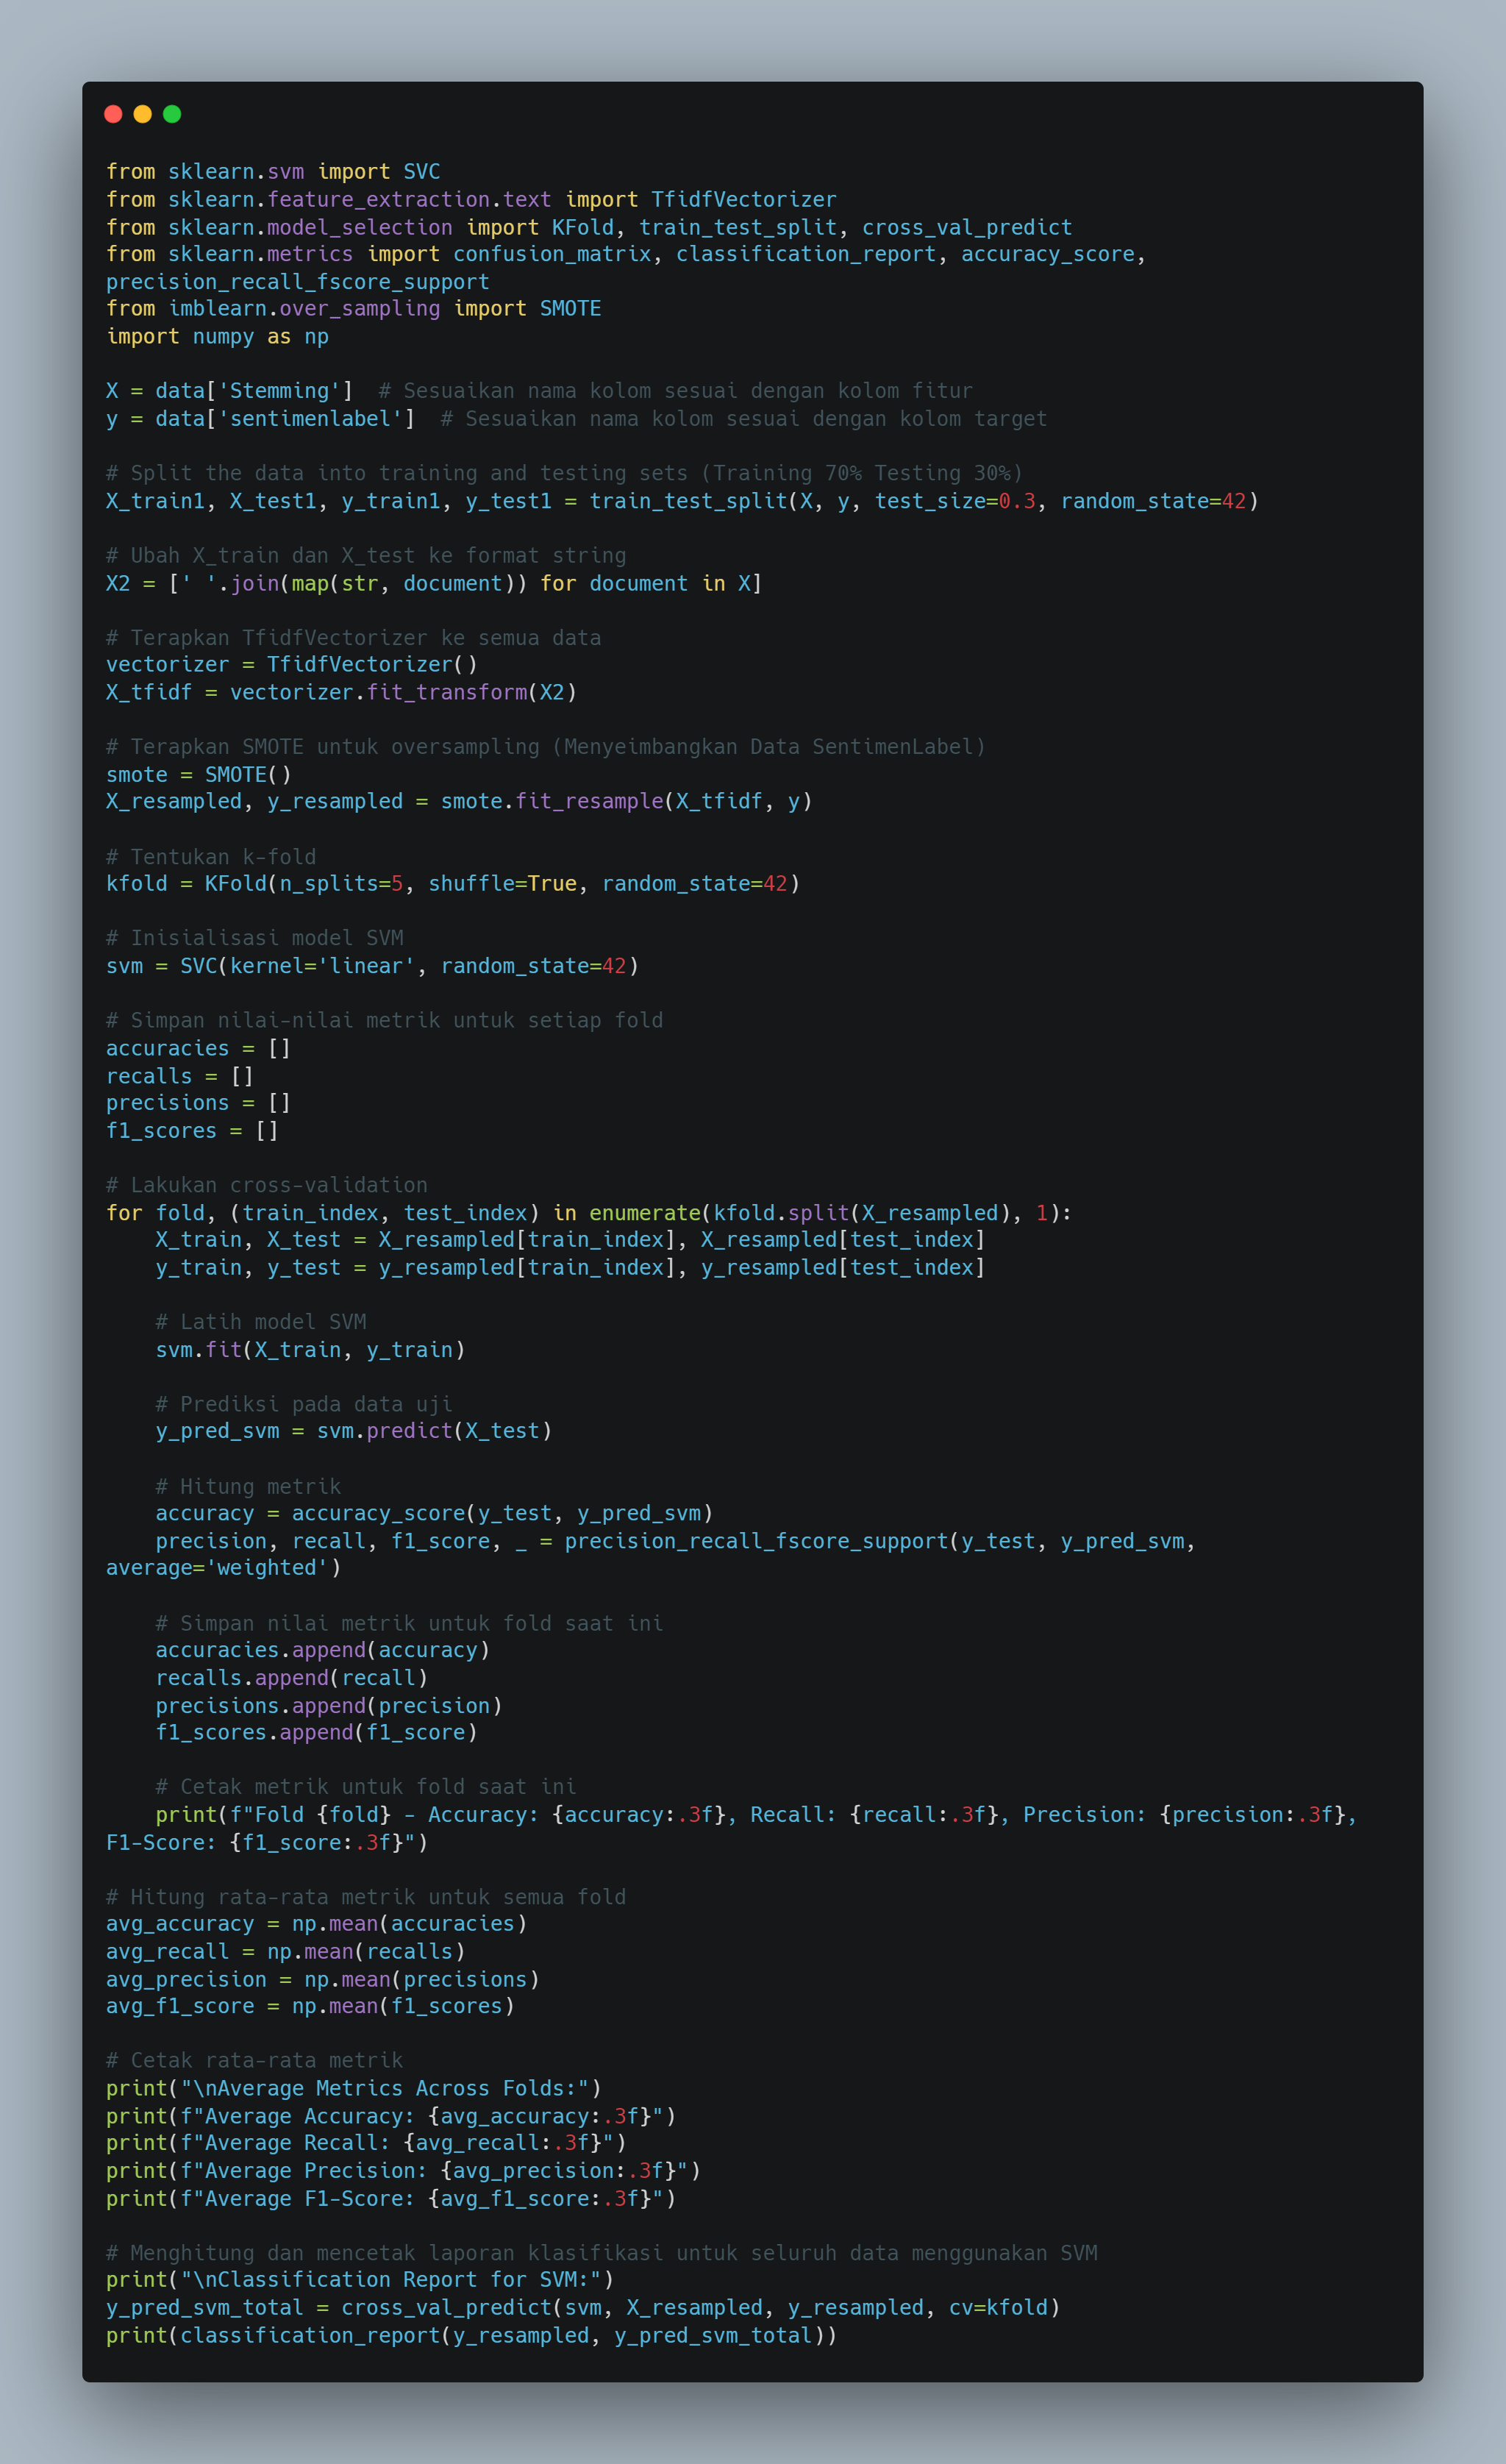 from sklearn.svm import SVC
from sklearn.feature_extraction.text import TfidfVectorizer
from sklearn.model_selection import KFold, train_test_split, cross_val_predict
from sklearn.metrics import confusion_matrix, classification_report, accuracy_score,
precision_recall_fscore_support
from imblearn.over_sampling import SMOTE
import numpy as np

X = data['Stemming']  # Sesuaikan nama kolom sesuai dengan kolom fitur
y = data['sentimenlabel']  # Sesuaikan nama kolom sesuai dengan kolom target

# Split the data into training and testing sets (Training 70% Testing 30%)
X_train1, X_test1, y_train1, y_test1 = train_test_split(X, y, test_size=0.3, random_state=42)

# Ubah X_train dan X_test ke format string
X2 = [' '.join(map(str, document)) for document in X]

# Terapkan TfidfVectorizer ke semua data
vectorizer = TfidfVectorizer()
X_tfidf = vectorizer.fit_transform(X2)

# Terapkan SMOTE untuk oversampling (Menyeimbangkan Data SentimenLabel)
smote = SMOTE()
X_resampled, y_resampled = smote.fit_resample(X_tfidf, y)

# Tentukan k-fold
kfold = KFold(n_splits=5, shuffle=True, random_state=42)

# Inisialisasi model SVM
svm = SVC(kernel='linear', random_state=42)

# Simpan nilai-nilai metrik untuk setiap fold
accuracies = []
recalls = []
precisions = []
f1_scores = []

# Lakukan cross-validation
for fold, (train_index, test_index) in enumerate(kfold.split(X_resampled), 1):
    X_train, X_test = X_resampled[train_index], X_resampled[test_index]
    y_train, y_test = y_resampled[train_index], y_resampled[test_index]

    # Latih model SVM
    svm.fit(X_train, y_train)

    # Prediksi pada data uji
    y_pred_svm = svm.predict(X_test)

    # Hitung metrik
    accuracy = accuracy_score(y_test, y_pred_svm)
    precision, recall, f1_score, _ = precision_recall_fscore_support(y_test, y_pred_svm,
average='weighted')

    # Simpan nilai metrik untuk fold saat ini
    accuracies.append(accuracy)
    recalls.append(recall)
    precisions.append(precision)
    f1_scores.append(f1_score)

    # Cetak metrik untuk fold saat ini
    print(f"Fold {fold} - Accuracy: {accuracy:.3f}, Recall: {recall:.3f}, Precision: {precision:.3f},
F1-Score: {f1_score:.3f}")

# Hitung rata-rata metrik untuk semua fold
avg_accuracy = np.mean(accuracies)
avg_recall = np.mean(recalls)
avg_precision = np.mean(precisions)
avg_f1_score = np.mean(f1_scores)

# Cetak rata-rata metrik
print("\nAverage Metrics Across Folds:")
print(f"Average Accuracy: {avg_accuracy:.3f}")
print(f"Average Recall: {avg_recall:.3f}")
print(f"Average Precision: {avg_precision:.3f}")
print(f"Average F1-Score: {avg_f1_score:.3f}")

# Menghitung dan mencetak laporan klasifikasi untuk seluruh data menggunakan SVM
print("\nClassification Report for SVM:")
y_pred_svm_total = cross_val_predict(svm, X_resampled, y_resampled, cv=kfold)
print(classification_report(y_resampled, y_pred_svm_total))